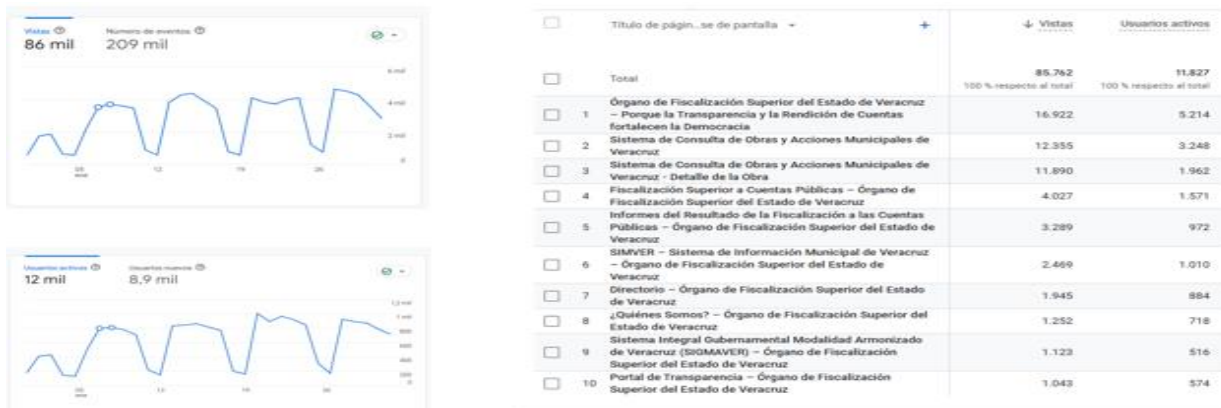 Vistas
Número de eventos
86 mil
209 mil
6 mil
4 mil
2 mil
0
05
ene
12
19
26
Usuarios activos
Usuarios nuevos
12 mil
8,9 mil
1,2 mil
1 mil
800
600
400
200
0
Título de págin...se de pantalla
+
↓ Vistas
Usuarios activos
Total
85.762
11.827
100 % respecto al total
100 % respecto al total
1
Órgano de Fiscalización Superior del Estado de Veracruz
– Porque la Transparencia y la Rendición de Cuentas
fortalecen la Democracia
16.922
5.214
2
Sistema de Consulta de Obras y Acciones Municipales de
Veracruz
12.355
3.248
3
Sistema de Consulta de Obras y Acciones Municipales de
Veracruz - Detalle de la Obra
11.890
1.962
4
Fiscalización Superior a Cuentas Públicas – Órgano de
Fiscalización Superior del Estado de Veracruz
4.027
1.571
5
Informes del Resultado de la Fiscalización a las Cuentas
Públicas – Órgano de Fiscalización Superior del Estado de
Veracruz
3.289
972
6
SIMVER – Sistema de Información Municipal de Veracruz
– Órgano de Fiscalización Superior del Estado de
Veracruz
2.469
1.010
7
Directorio – Órgano de Fiscalización Superior del Estado
de Veracruz
1.945
884
8
¿Quiénes Somos? – Órgano de Fiscalización Superior del
Estado de Veracruz
1.252
718
9
Sistema Integral Gubernamental Modalidad Armonizado
de Veracruz (SIGMAVER) – Órgano de Fiscalización
Superior del Estado de Veracruz
1.123
516
10
Portal de Transparencia – Órgano de Fiscalización
Superior del Estado de Veracruz
1.043
574